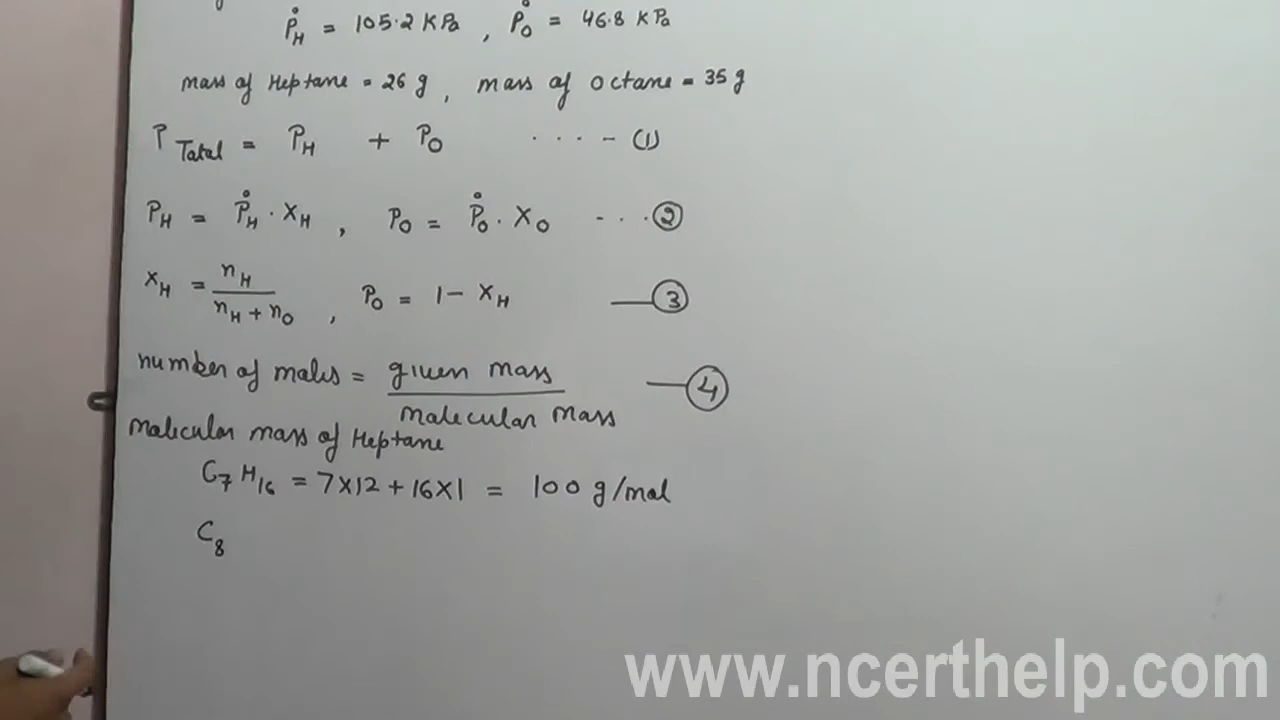 P°H = 105.2 KPa , P°O = 46.8 KPa
mass of Heptane = 26 g , mass of octane = 35 g
P Total = PH + PO ····- (1)
PH = P°H · XH , PO = P°O · XO - ··· (2)
XH = nH / (nH + nO) , PO = 1 - XH — (3)
number of moles = given mass / molecular mass — (4)
molecular mass of Heptane
C7 H16 = 7X12 + 16X1 = 100 g/mol
C8
www.ncerthelp.com